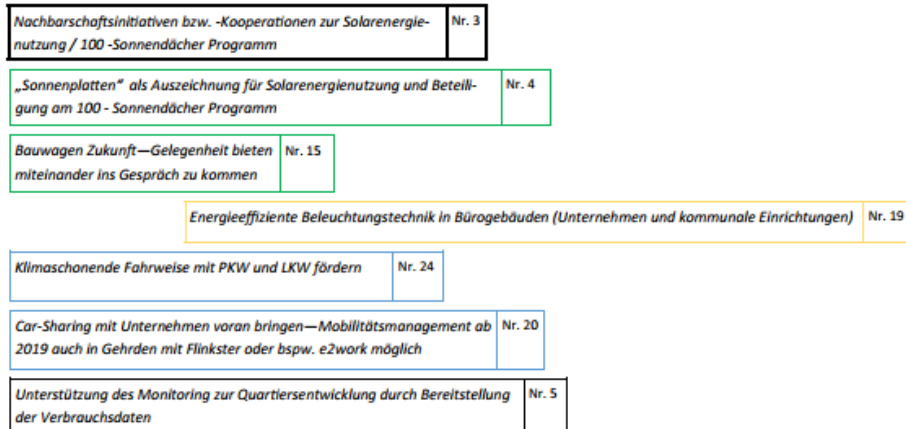 Nachbarschaftsinitiativen bzw. -Kooperationen zur Solarenergie- Nr. 3
nutzung / 100 -Sonnendächer Programm
„Sonnenplatten“ als Auszeichnung für Solarenergienutzung und Beteili- Nr. 4
gung am 100 - Sonnendächer Programm
Bauwagen Zukunft—Gelegenheit bieten Nr. 15
miteinander ins Gespräch zu kommen
Energieeffiziente Beleuchtungstechnik in Bürogebäuden (Unternehmen und kommunale Einrichtungen) Nr. 19
Klimaschonende Fahrweise mit PKW und LKW fördern Nr. 24
Car-Sharing mit Unternehmen voran bringen—Mobilitätsmanagement ab Nr. 20
2019 auch in Gehrden mit Flinkster oder bspw. e2work möglich
Unterstützung des Monitoring zur Quartiersentwicklung durch Bereitstellung Nr. 5
der Verbrauchsdaten